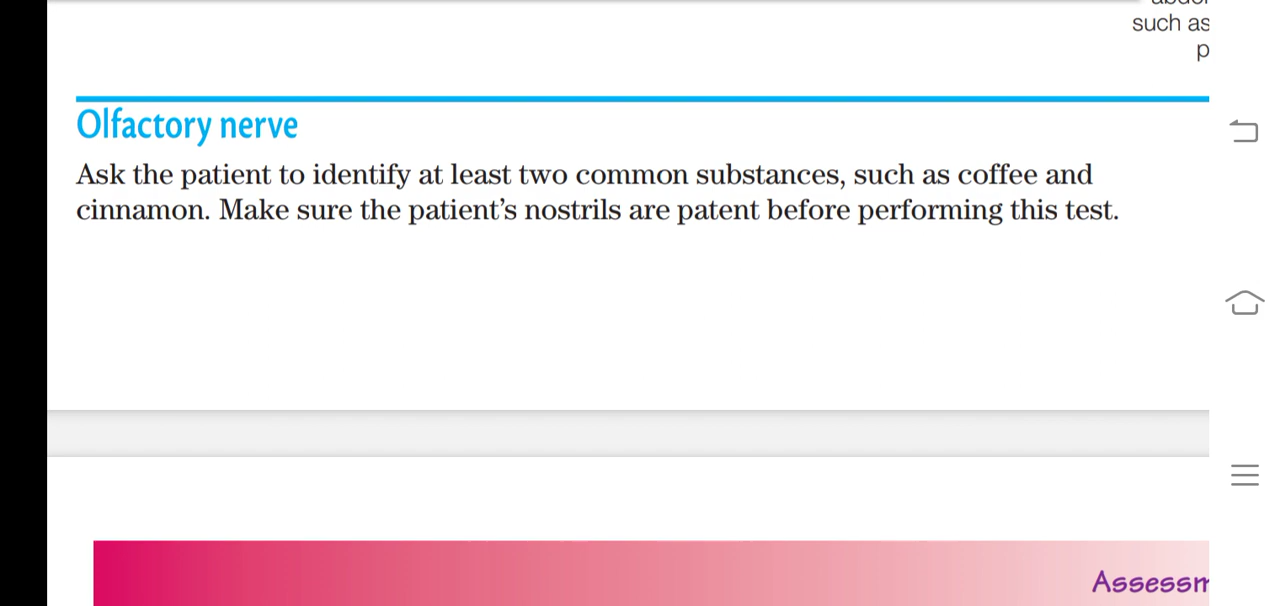 such as
p
Olfactory nerve
Ask the patient to identify at least two common substances, such as coffee and
cinnamon. Make sure the patient's nostrils are patent before performing this test.